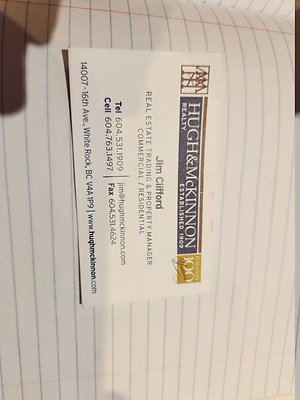 HUGH & McKINNON
REALTY ESTABLISHED 1909
100
Jim Clifford
REAL ESTATE TRADING & PROPERTY MANAGER
COMMERCIAL / RESIDENTIAL
Tel 604.531.1909 jim@hughmckinnon.com
Cell 604.763.1497 Fax 604.531.4624
14007 - 16th Ave., White Rock, BC V4A 1P9 | www.hughmckinnon.com